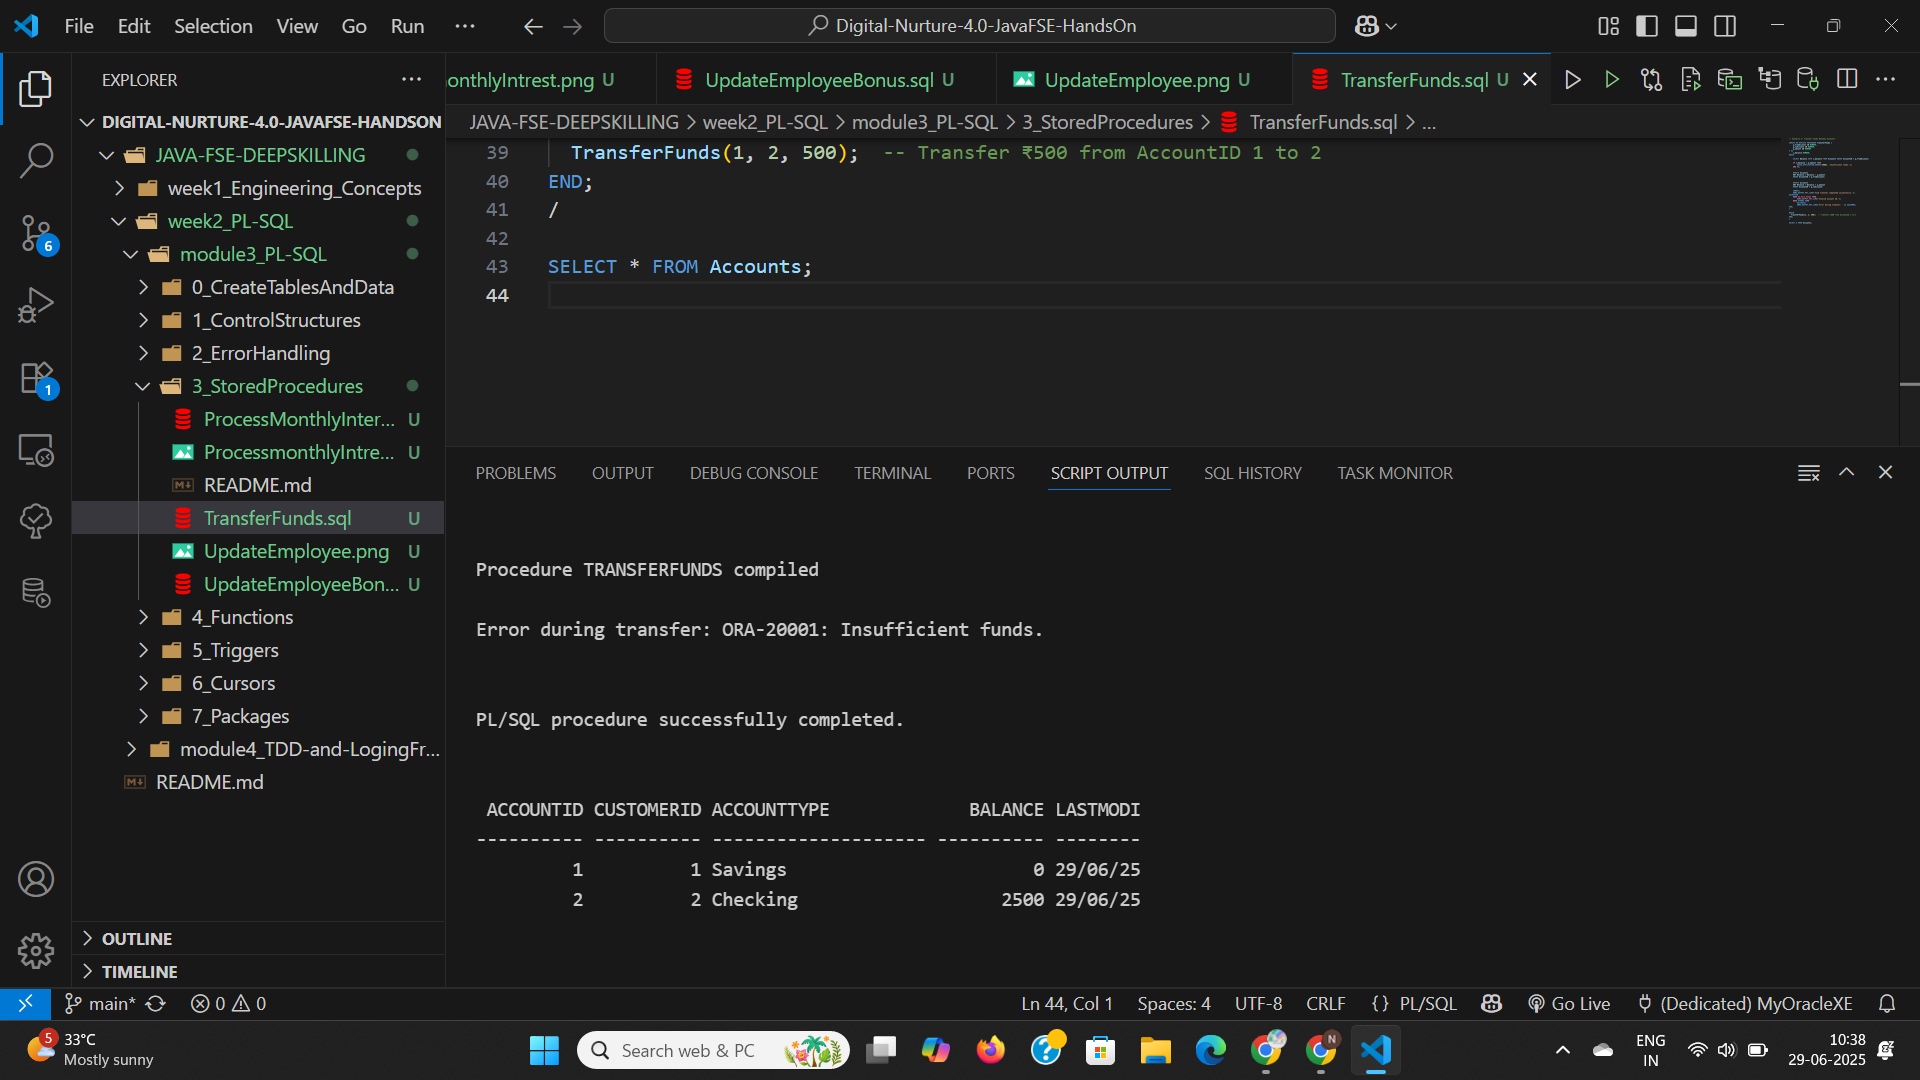 File Edit Selection View Go Run ... Digital-Nurture-4.0-JavaFSE-HandsOn
EXPLORER
onthlyIntrest.png U UpdateEmployeeBonus.sql U UpdateEmployee.png U TransferFunds.sql U
JAVA-FSE-DEEPSKILLING > week2_PL-SQL > module3_PL-SQL > 3_StoredProcedures > TransferFunds.sql > ...
DIGITAL-NURTURE-4.0-JAVAFSE-HANDSON
JAVA-FSE-DEEPSKILLING
week1_Engineering_Concepts
week2_PL-SQL
module3_PL-SQL
0_CreateTablesAndData
1_ControlStructures
2_ErrorHandling
3_StoredProcedures
ProcessMonthlyInter... U
ProcessmonthlyIntre... U
README.md
TransferFunds.sql U
UpdateEmployee.png U
UpdateEmployeeBon... U
4_Functions
5_Triggers
6_Cursors
7_Packages
module4_TDD-and-LogingFr...
README.md
OUTLINE
TIMELINE
6
1
39 TransferFunds(1, 2, 500); -- Transfer ₹500 from AccountID 1 to 2
40 END;
41 /
42
43 SELECT * FROM Accounts;
44
PROBLEMS OUTPUT DEBUG CONSOLE TERMINAL PORTS SCRIPT OUTPUT SQL HISTORY TASK MONITOR
Procedure TRANSFERFUNDS compiled
Error during transfer: ORA-20001: Insufficient funds.
PL/SQL procedure successfully completed.
ACCOUNTID CUSTOMERID ACCOUNTTYPE BALANCE LASTMODI
---------- ---------- -------------------- ---------- --------
1 1 Savings 0 29/06/25
2 2 Checking 2500 29/06/25
main* 0 0 Ln 44, Col 1 Spaces: 4 UTF-8 CRLF {} PL/SQL Go Live (Dedicated) MyOracleXE
5 33°C
Mostly sunny
Search web & PC
N
ENG
IN
10:38
29-06-2025